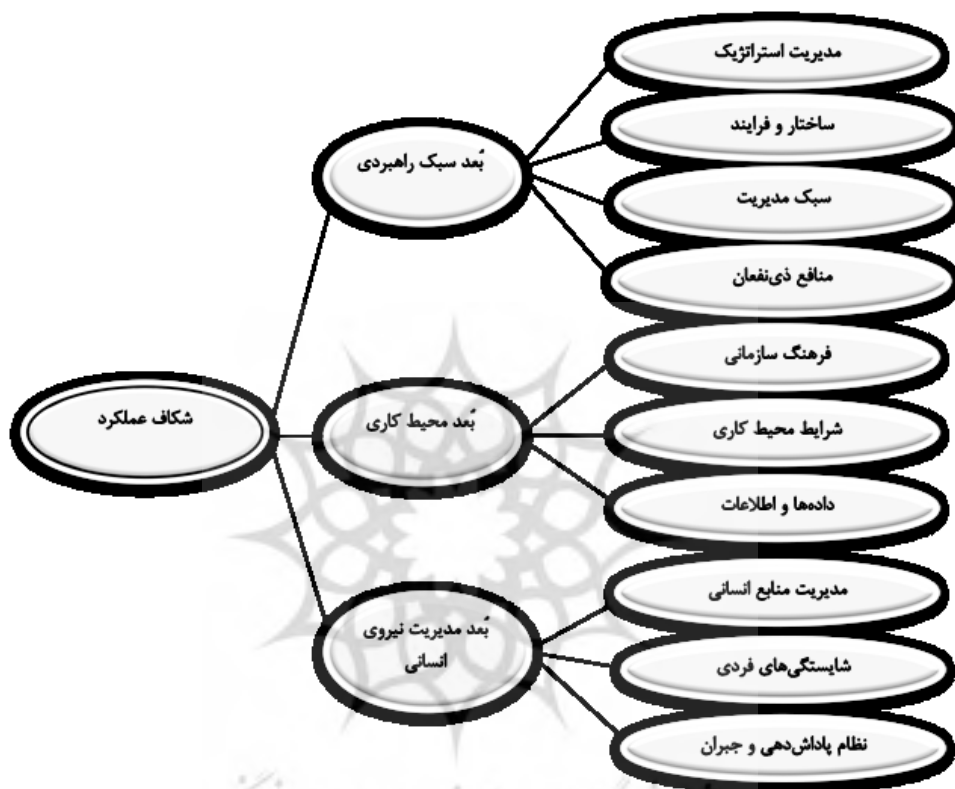 مدیریت استراتژیک
ساختار و فرایند
بُعد سبک راهبردی
سبک مدیریت
منافع ذی‌نفعان
فرهنگ سازمانی
شکاف عملکرد
بُعد محیط کاری
شرایط محیط کاری
داده‌ها و اطلاعات
مدیریت منابع انسانی
بُعد مدیریت نیروی
انسانی
شایستگی‌های فردی
نظام پاداش‌دهی و جبران